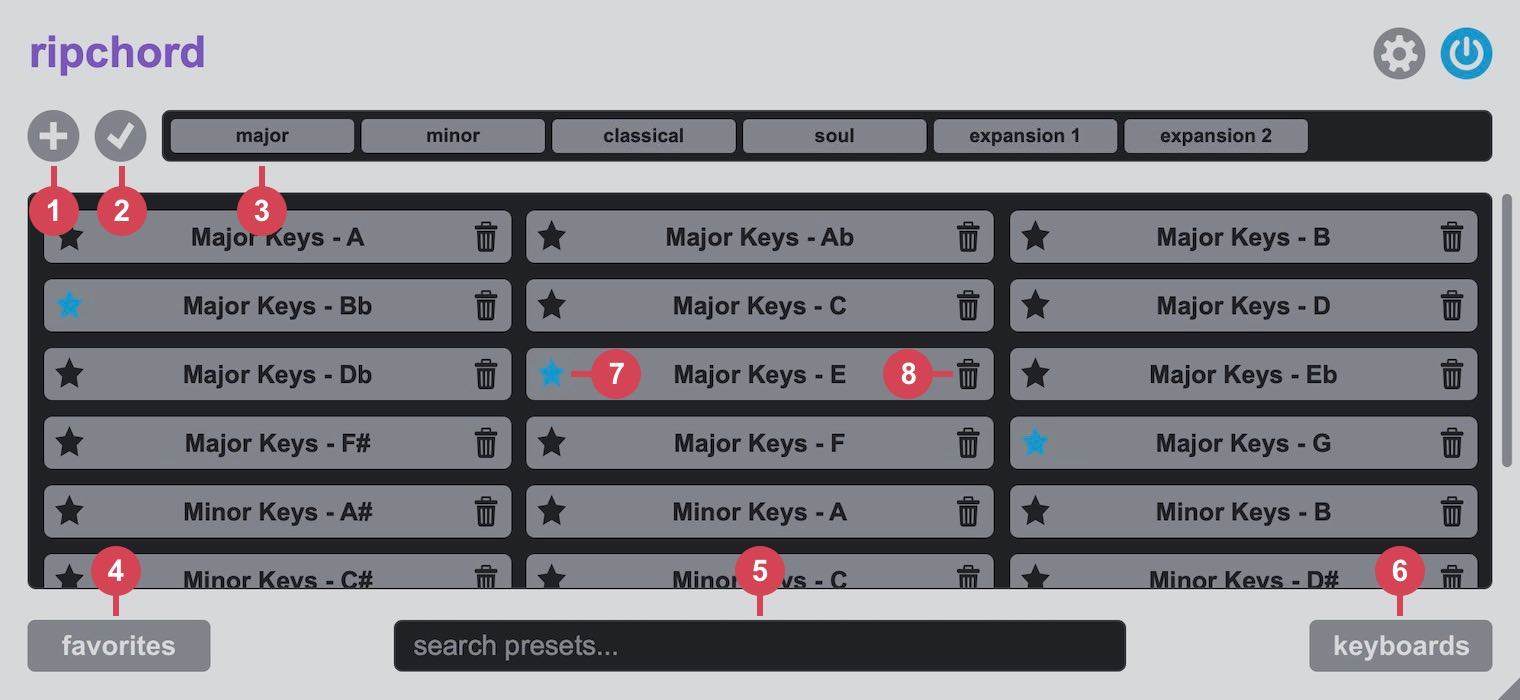 ripchord
major minor classical soul expansion 1 expansion 2
1 2 3
Major Keys - A Major Keys - Ab Major Keys - B
Major Keys - Bb Major Keys - C Major Keys - D
Major Keys - Db 7 Major Keys - E 8 Major Keys - Eb
Major Keys - F# Major Keys - F Major Keys - G
Minor Keys - A# Minor Keys - A Minor Keys - B
4 5 6
Minor Keys - C# Minor Keys - C Minor Keys - D#
favorites search presets... keyboards